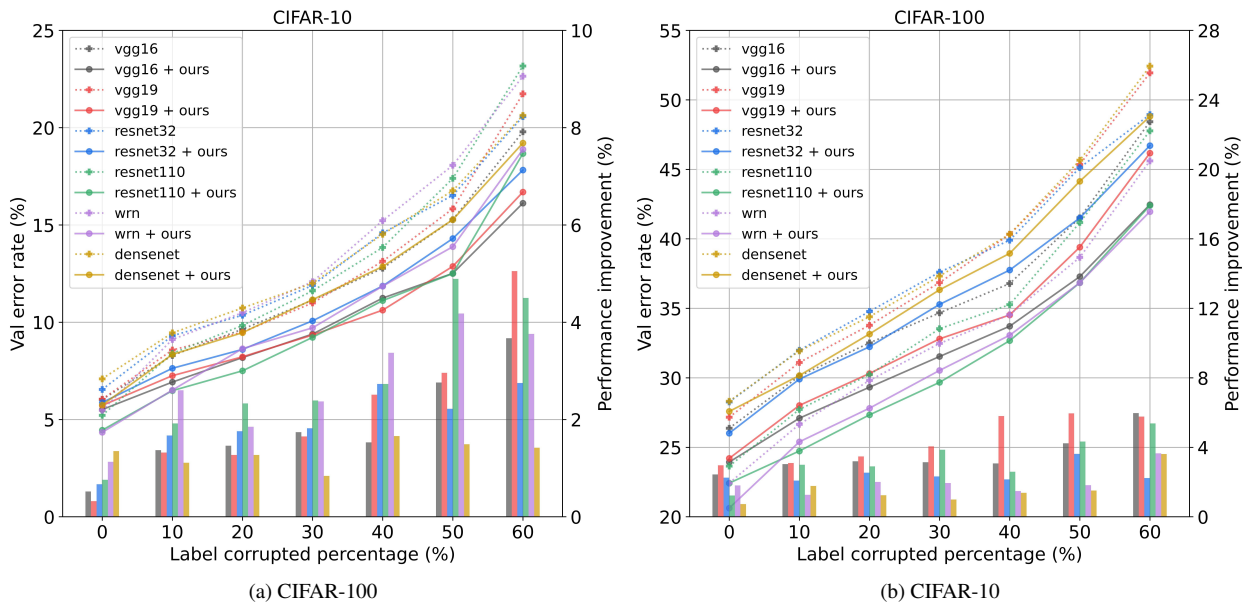 CIFAR-10
25
20
15
10
5
0
Val error rate (%)
vgg16
vgg16 + ours
vgg19
vgg19 + ours
resnet32
resnet32 + ours
resnet110
resnet110 + ours
wrn
wrn + ours
densenet
densenet + ours
10
8
6
4
2
0
Performance improvement (%)
0 10 20 30 40 50 60
Label corrupted percentage (%)
(a) CIFAR-100
CIFAR-100
55
50
45
40
35
30
25
20
Val error rate (%)
vgg16
vgg16 + ours
vgg19
vgg19 + ours
resnet32
resnet32 + ours
resnet110
resnet110 + ours
wrn
wrn + ours
densenet
densenet + ours
28
24
20
16
12
8
4
0
Performance improvement (%)
0 10 20 30 40 50 60
Label corrupted percentage (%)
(b) CIFAR-10